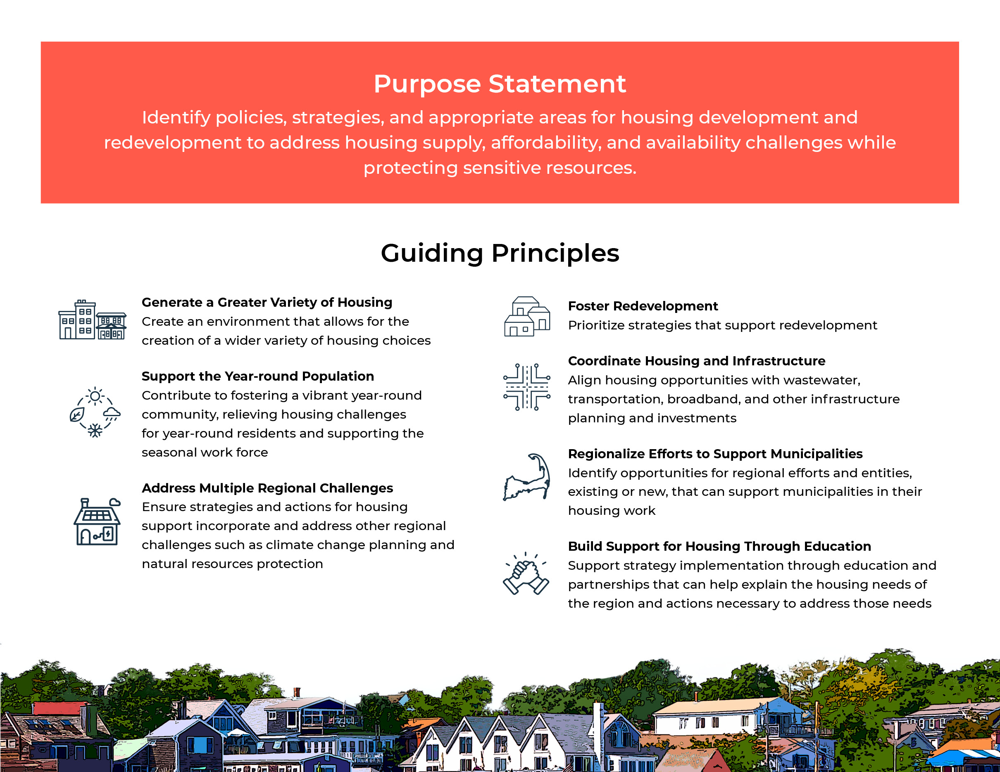 Purpose Statement
Identify policies, strategies, and appropriate areas for housing development and
redevelopment to address housing supply, affordability, and availability challenges while
protecting sensitive resources.
Guiding Principles
Generate a Greater Variety of Housing
Create an environment that allows for the
creation of a wider variety of housing choices
Support the Year-round Population
Contribute to fostering a vibrant year-round
community, relieving housing challenges
for year-round residents and supporting the
seasonal work force
Address Multiple Regional Challenges
Ensure strategies and actions for housing
support incorporate and address other regional
challenges such as climate change planning and
natural resources protection
Foster Redevelopment
Prioritize strategies that support redevelopment
Coordinate Housing and Infrastructure
Align housing opportunities with wastewater,
transportation, broadband, and other infrastructure
planning and investments
Regionalize Efforts to Support Municipalities
Identify opportunities for regional efforts and entities,
existing or new, that can support municipalities in their
housing work
Build Support for Housing Through Education
Support strategy implementation through education and
partnerships that can help explain the housing needs of
the region and actions necessary to address those needs